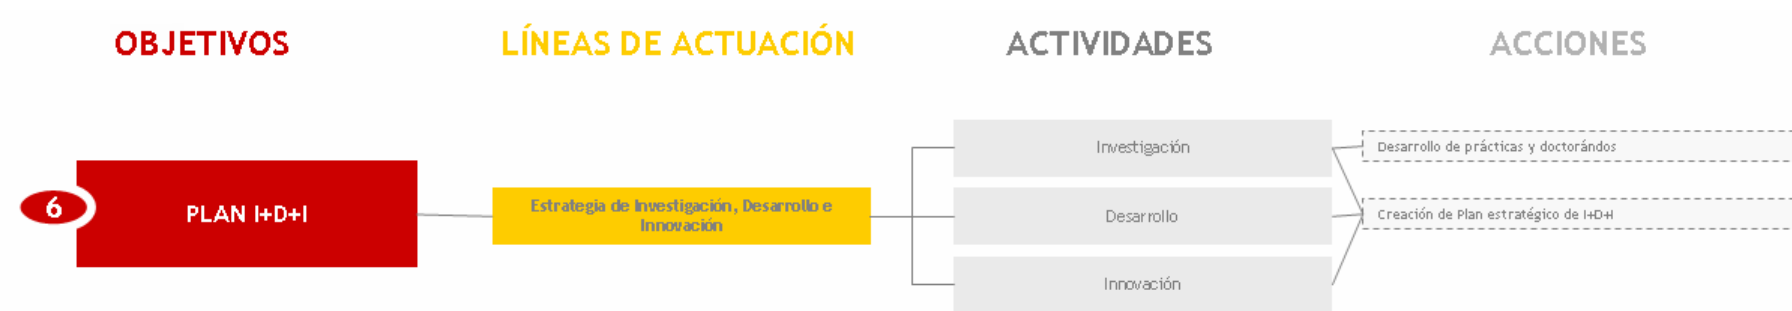 OBJETIVOS
LÍNEAS DE ACTUACIÓN
ACTIVIDADES
ACCIONES
6
PLAN I+D+I
Estrategia de Investigación, Desarrollo e
Innovación
Investigación
Desarrollo
Innovación
Desarrollo de prácticas y doctorándos
Creación de Plan estratégico de I+D+I